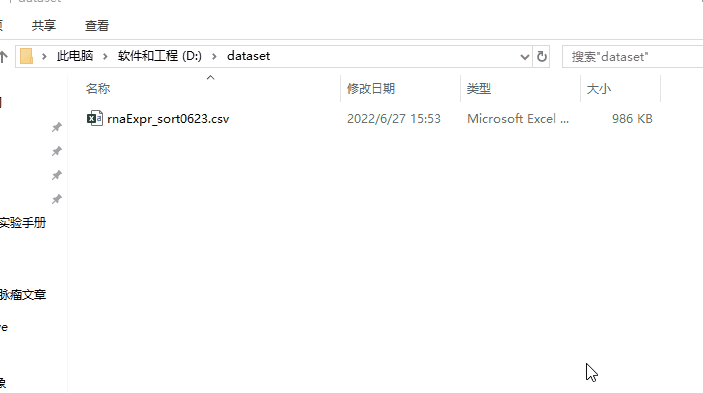 dataset
共享 查看
此电脑 > 软件和工程 (D:) > dataset
搜索"dataset"
名称 修改日期 类型 大小
rnaExpr_sort0623.csv 2022/6/27 15:53 Microsoft Excel ... 986 KB
实验手册
脉瘤文章